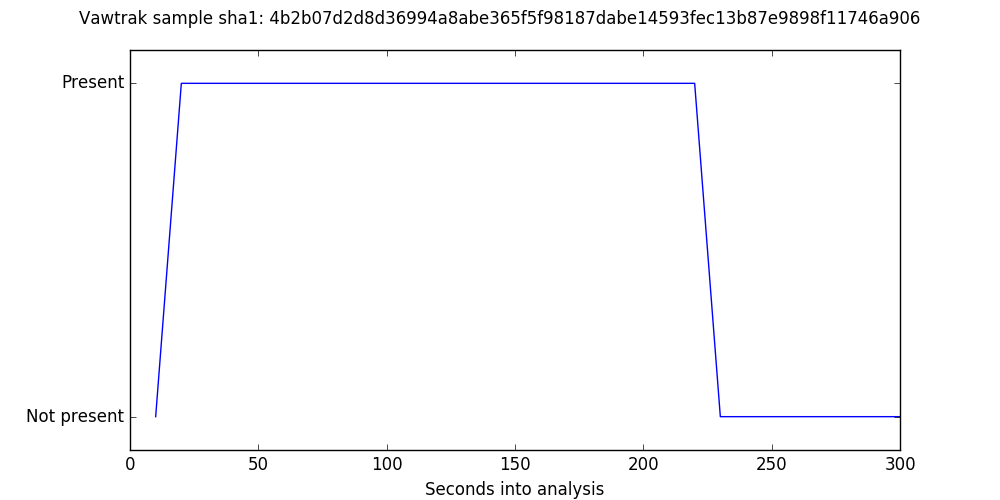 Vawtrak sample sha1: 4b2b07d2d8d36994a8abe365f5f98187dabe14593fec13b87e9898f11746a906
Present
Not present
0 50 100 150 200 250 300
Seconds into analysis